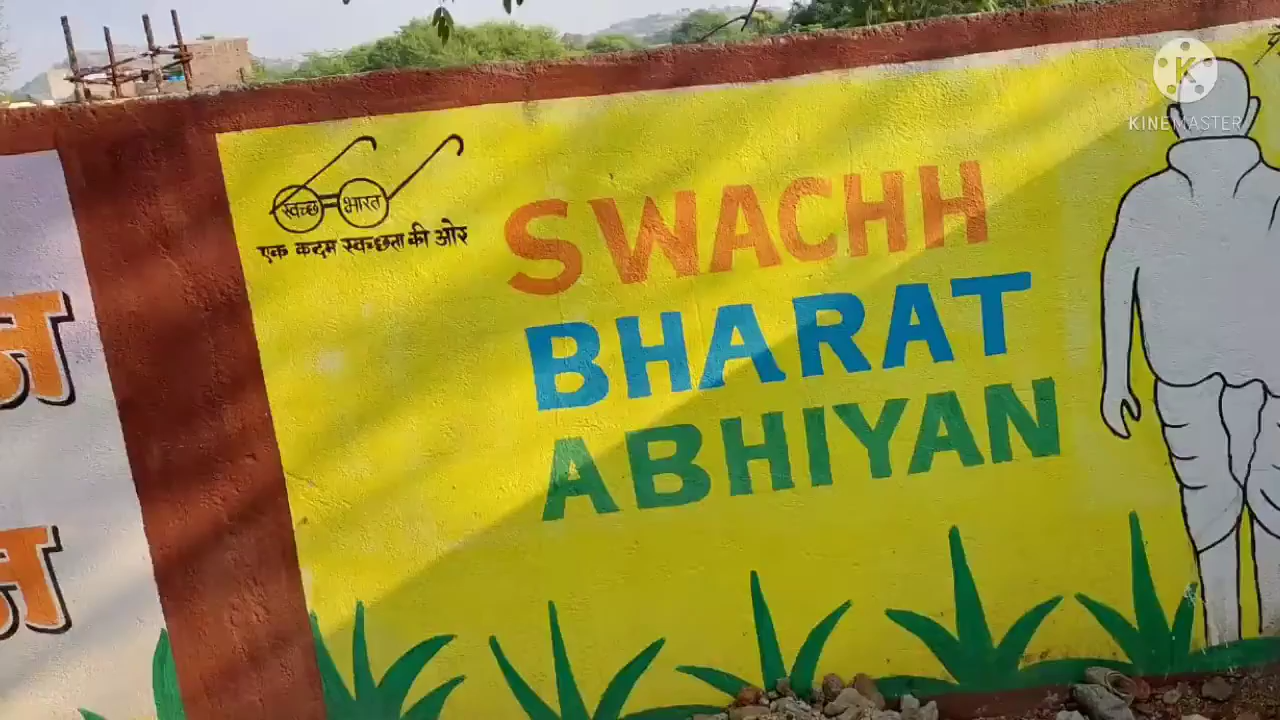 स्वच्छ भारत
एक कदम स्वच्छता की ओर
SWACHH
BHARAT
ABHIYAN
K
KINEMASTER